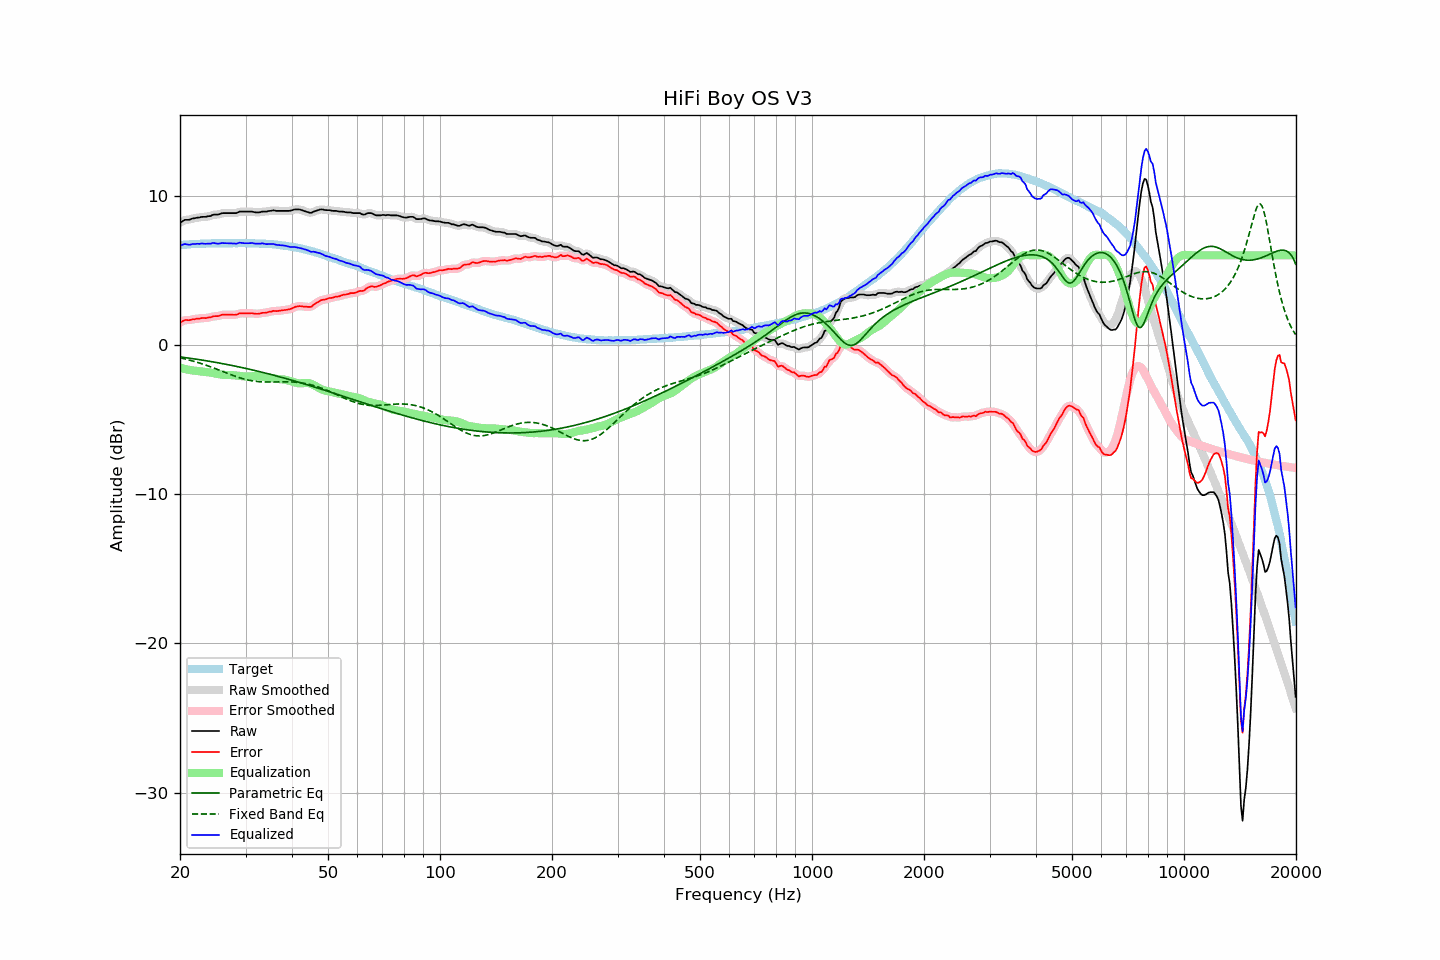 HiFi Boy OS V3
Amplitude (dBr)
10
0
−10
−20
−30
Target
Raw Smoothed
Error Smoothed
Raw
Error
Equalization
Parametric Eq
Fixed Band Eq
Equalized
20 50 100 200 500 1000 2000 5000 10000 20000
Frequency (Hz)